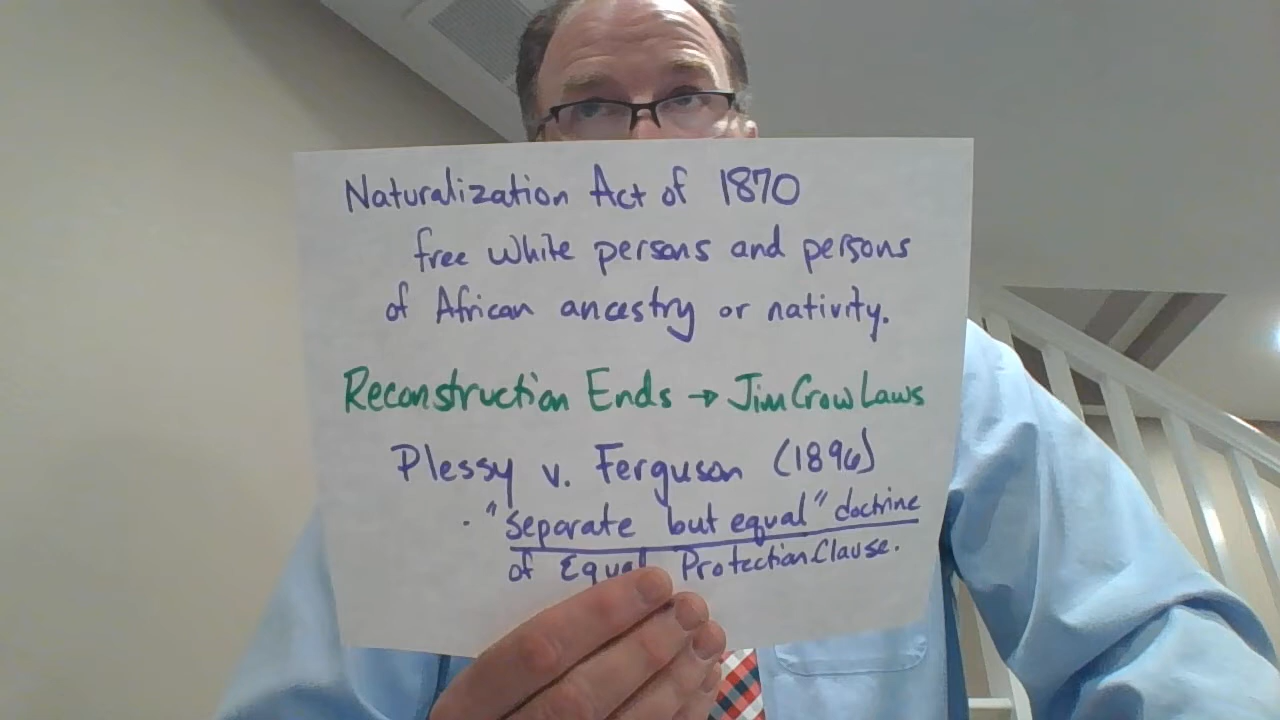 Naturalization Act of 1870
free white persons and persons
of African ancestry or nativity.
Reconstruction Ends → Jim Crow Laws
Plessy v. Ferguson (1896)
· "separate but equal" doctrine
of Equal Protection Clause.